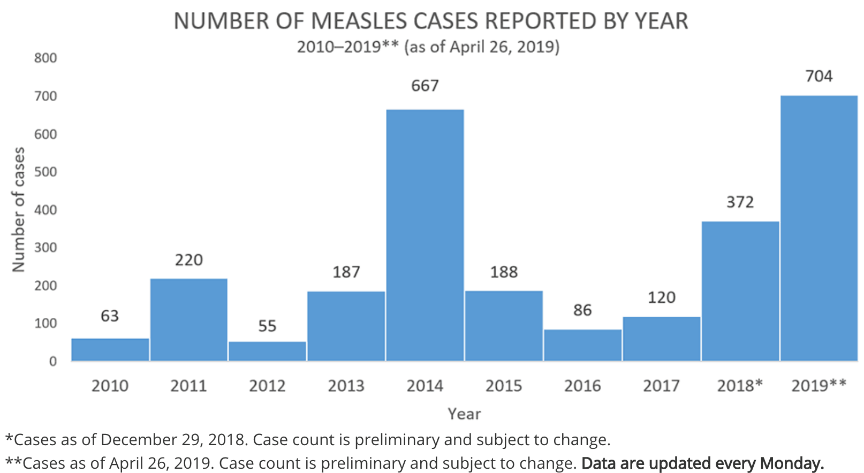 NUMBER OF MEASLES CASES REPORTED BY YEAR
2010–2019** (as of April 26, 2019)
800
700
600
500
400
300
200
100
0
Number of cases
63
220
55
187
667
188
86
120
372
704
2010 2011 2012 2013 2014 2015 2016 2017 2018* 2019**
Year
*Cases as of December 29, 2018. Case count is preliminary and subject to change.
**Cases as of April 26, 2019. Case count is preliminary and subject to change. Data are updated every Monday.